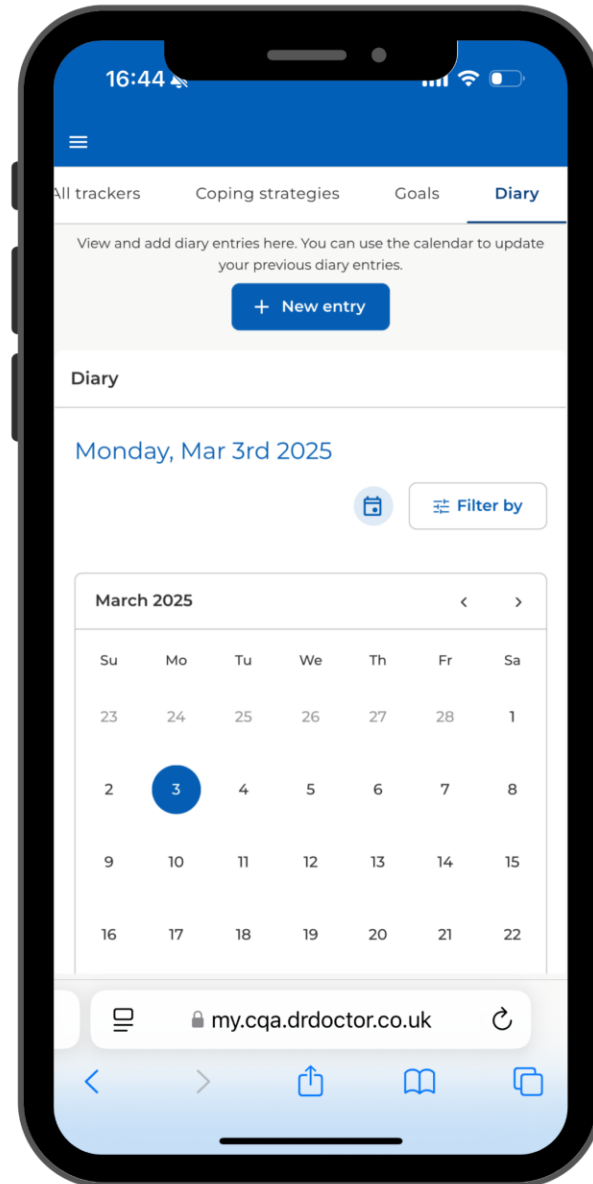 16:44
All trackers Coping strategies Goals Diary
View and add diary entries here. You can use the calendar to update
your previous diary entries.
+ New entry
Diary
Monday, Mar 3rd 2025
Filter by
March 2025 < >
Su Mo Tu We Th Fr Sa
23 24 25 26 27 28 1
2 3 4 5 6 7 8
9 10 11 12 13 14 15
16 17 18 19 20 21 22
my.cqa.drdoctor.co.uk